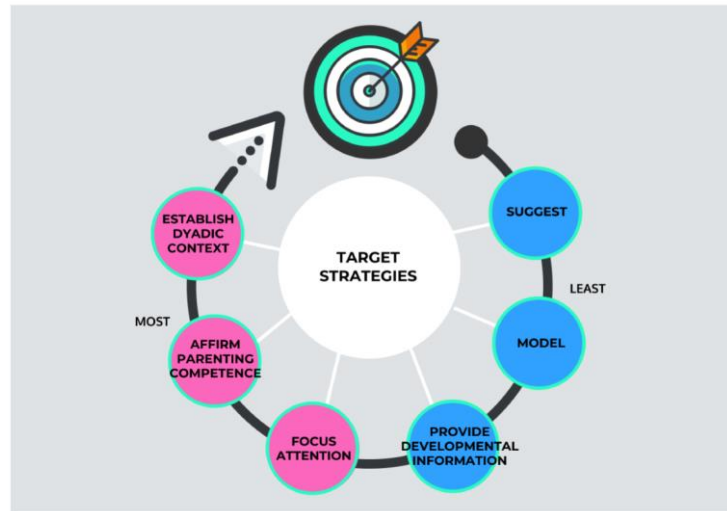 ESTABLISH
DYADIC
CONTEXT
SUGGEST
TARGET
STRATEGIES
LEAST
MOST
MODEL
AFFIRM
PARENTING
COMPETENCE
FOCUS
ATTENTION
PROVIDE
DEVELOPMENTAL
INFORMATION